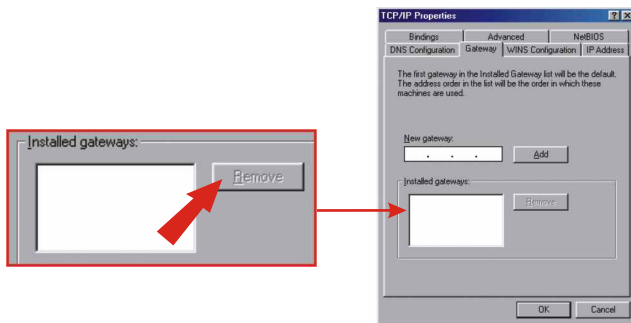 TCP/IP Properties
Bindings Advanced NetBIOS
DNS Configuration Gateway WINS Configuration IP Address
The first gateway in the Installed Gateway list will be the default.
The address order in the list will be the order in which these
machines are used.
New gateway:
. . . Add
Installed gateways:
Remove
OK Cancel
Installed gateways:
Remove